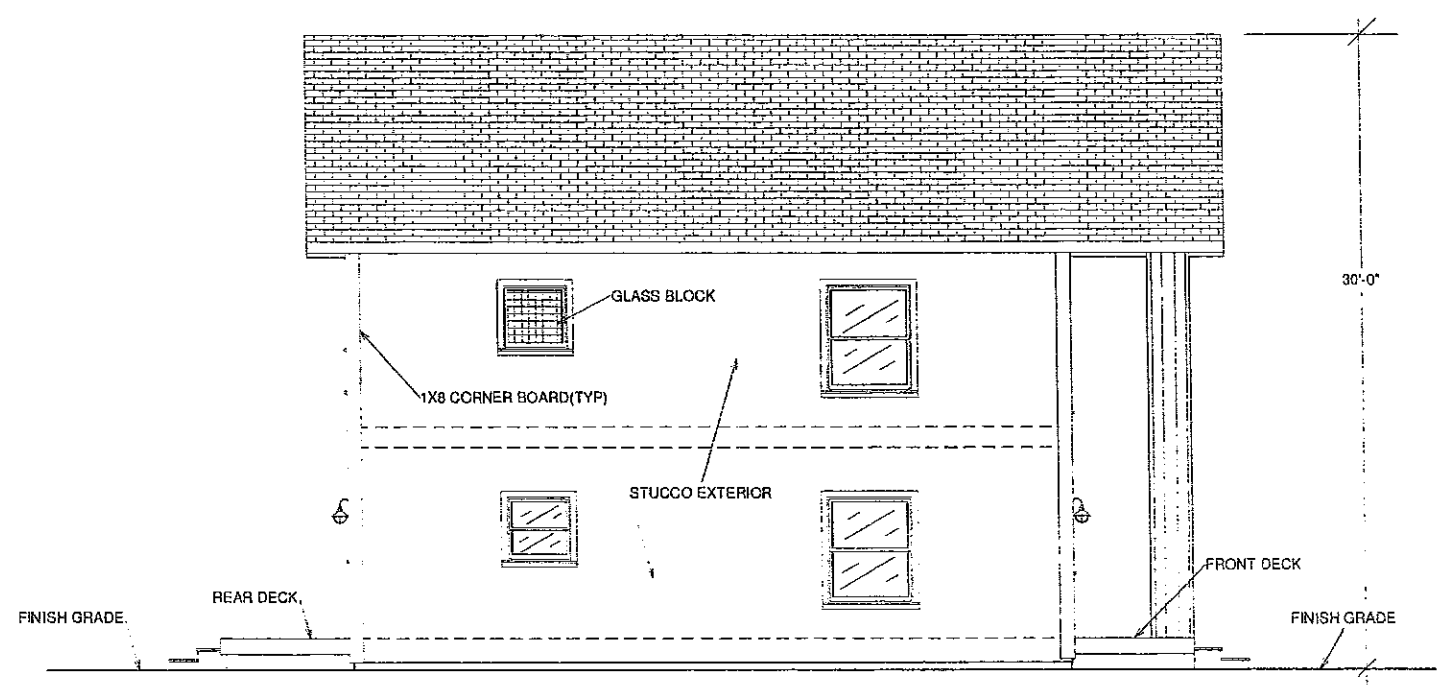 30'-0"
GLASS BLOCK
1X8 CORNER BOARD(TYP)
STUCCO EXTERIOR
FRONT DECK
REAR DECK
FINISH GRADE
FINISH GRADE